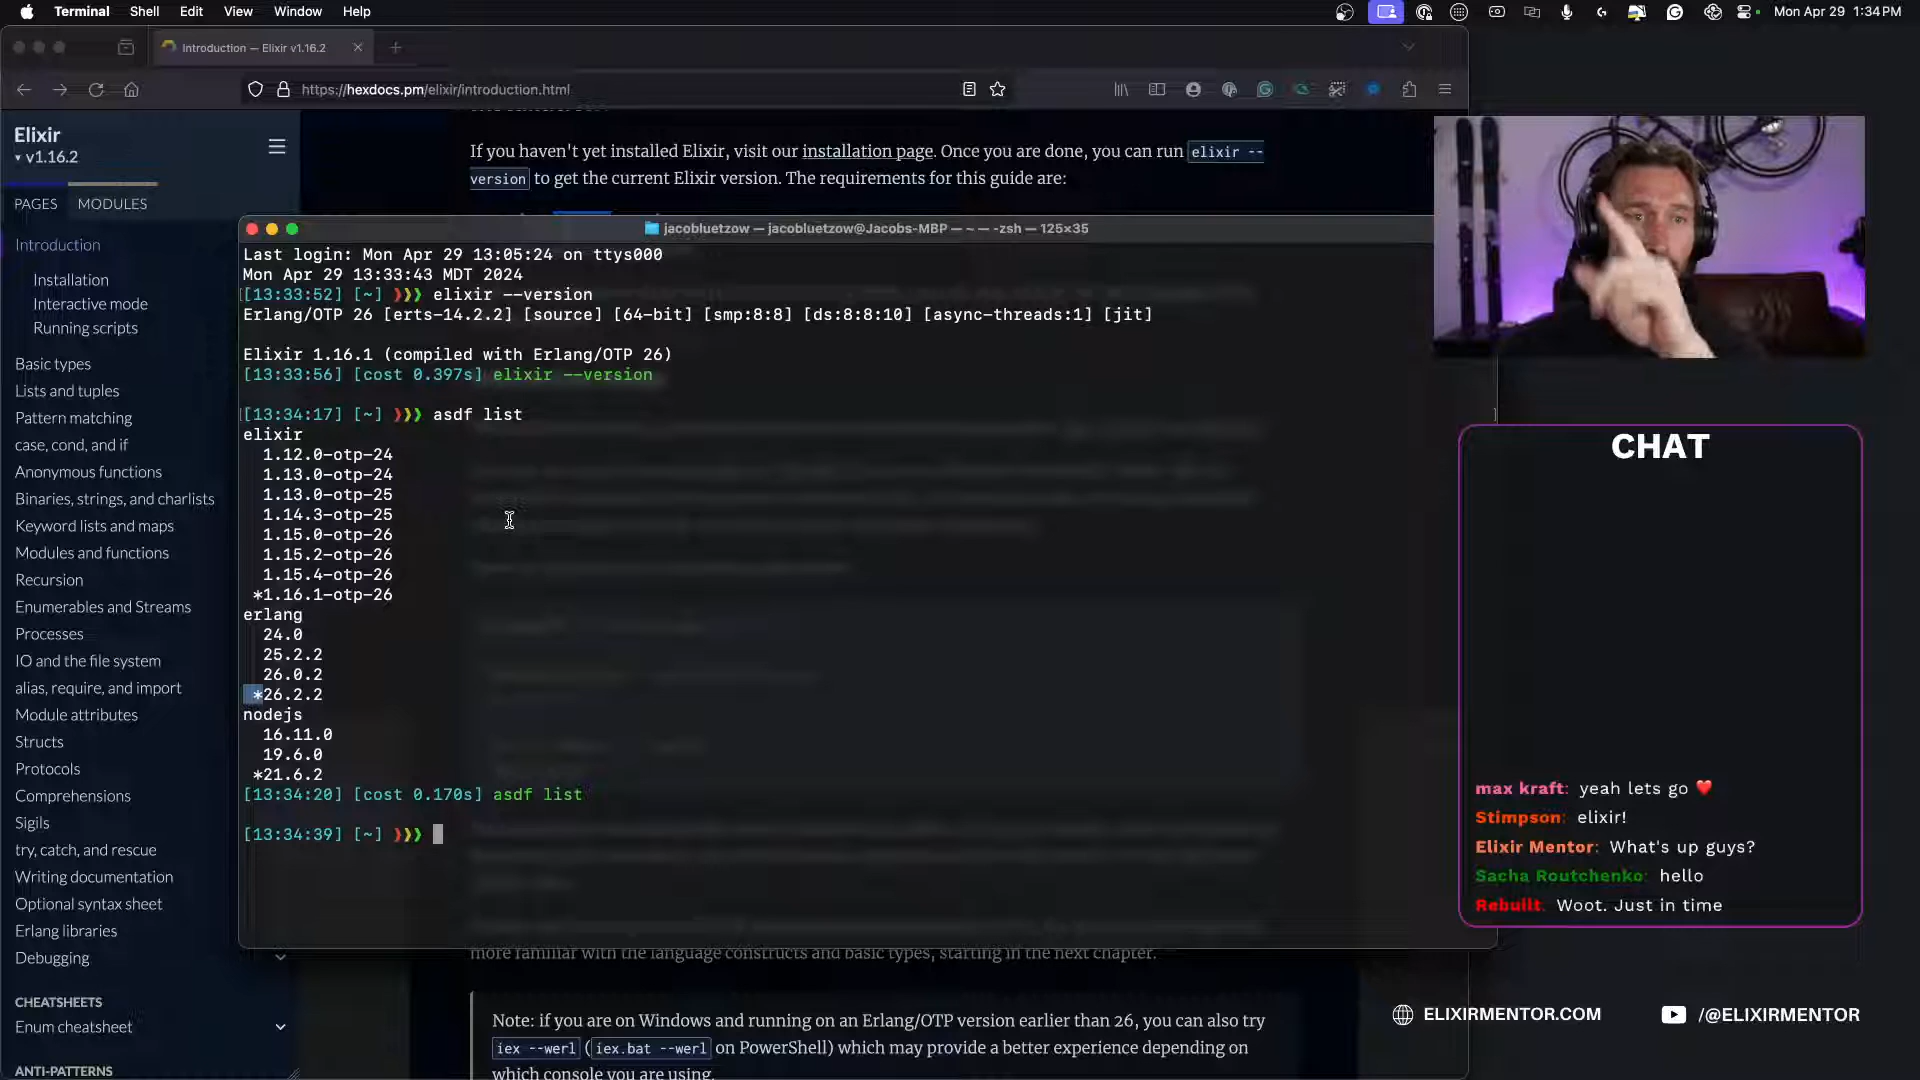 Terminal Shell Edit View Window Help
Mon Apr 29 1:34 PM
Introduction — Elixir v1.16.2
https://hexdocs.pm/elixir/introduction.html
Elixir
v1.16.2
PAGES MODULES
Introduction
Installation
Interactive mode
Running scripts
Basic types
Lists and tuples
Pattern matching
case, cond, and if
Anonymous functions
Binaries, strings, and charlists
Keyword lists and maps
Modules and functions
Recursion
Enumerables and Streams
Processes
IO and the file system
alias, require, and import
Module attributes
Structs
Protocols
Comprehensions
Sigils
try, catch, and rescue
Writing documentation
Optional syntax sheet
Erlang libraries
Debugging
CHEATSHEETS
Enum cheatsheet
ANTI-PATTERNS
If you haven't yet installed Elixir, visit our installation page. Once you are done, you can run elixir --
version to get the current Elixir version. The requirements for this guide are:
jacobluetzow — jacobluetzow@Jacobs-MBP — ~ — -zsh — 125×35
Last login: Mon Apr 29 13:05:24 on ttys000
Mon Apr 29 13:33:43 MDT 2024
[13:33:52] [~] ❯❯❯ elixir --version
Erlang/OTP 26 [erts-14.2.2] [source] [64-bit] [smp:8:8] [ds:8:8:10] [async-threads:1] [jit]
Elixir 1.16.1 (compiled with Erlang/OTP 26)
[13:33:56] [cost 0.397s] elixir --version
[13:34:17] [~] ❯❯❯ asdf list
elixir
1.12.0-otp-24
1.13.0-otp-24
1.13.0-otp-25
1.14.3-otp-25
1.15.0-otp-26
1.15.2-otp-26
1.15.4-otp-26
*1.16.1-otp-26
erlang
24.0
25.2.2
26.0.2
*26.2.2
nodejs
16.11.0
19.6.0
*21.6.2
[13:34:20] [cost 0.170s] asdf list
[13:34:39] [~] ❯❯❯
more familiar with the language constructs and basic types, starting in the next chapter.
Note: if you are on Windows and running on an Erlang/OTP version earlier than 26, you can also try
iex --werl (iex.bat --werl on PowerShell) which may provide a better experience depending on
which console you are using.
CHAT
max kraft: yeah lets go ❤️
Stimpson: elixir!
Elixir Mentor: What's up guys?
Sacha Routchenko: hello
Rebuilt: Woot. Just in time
ELIXIRMENTOR.COM
/@ELIXIRMENTOR